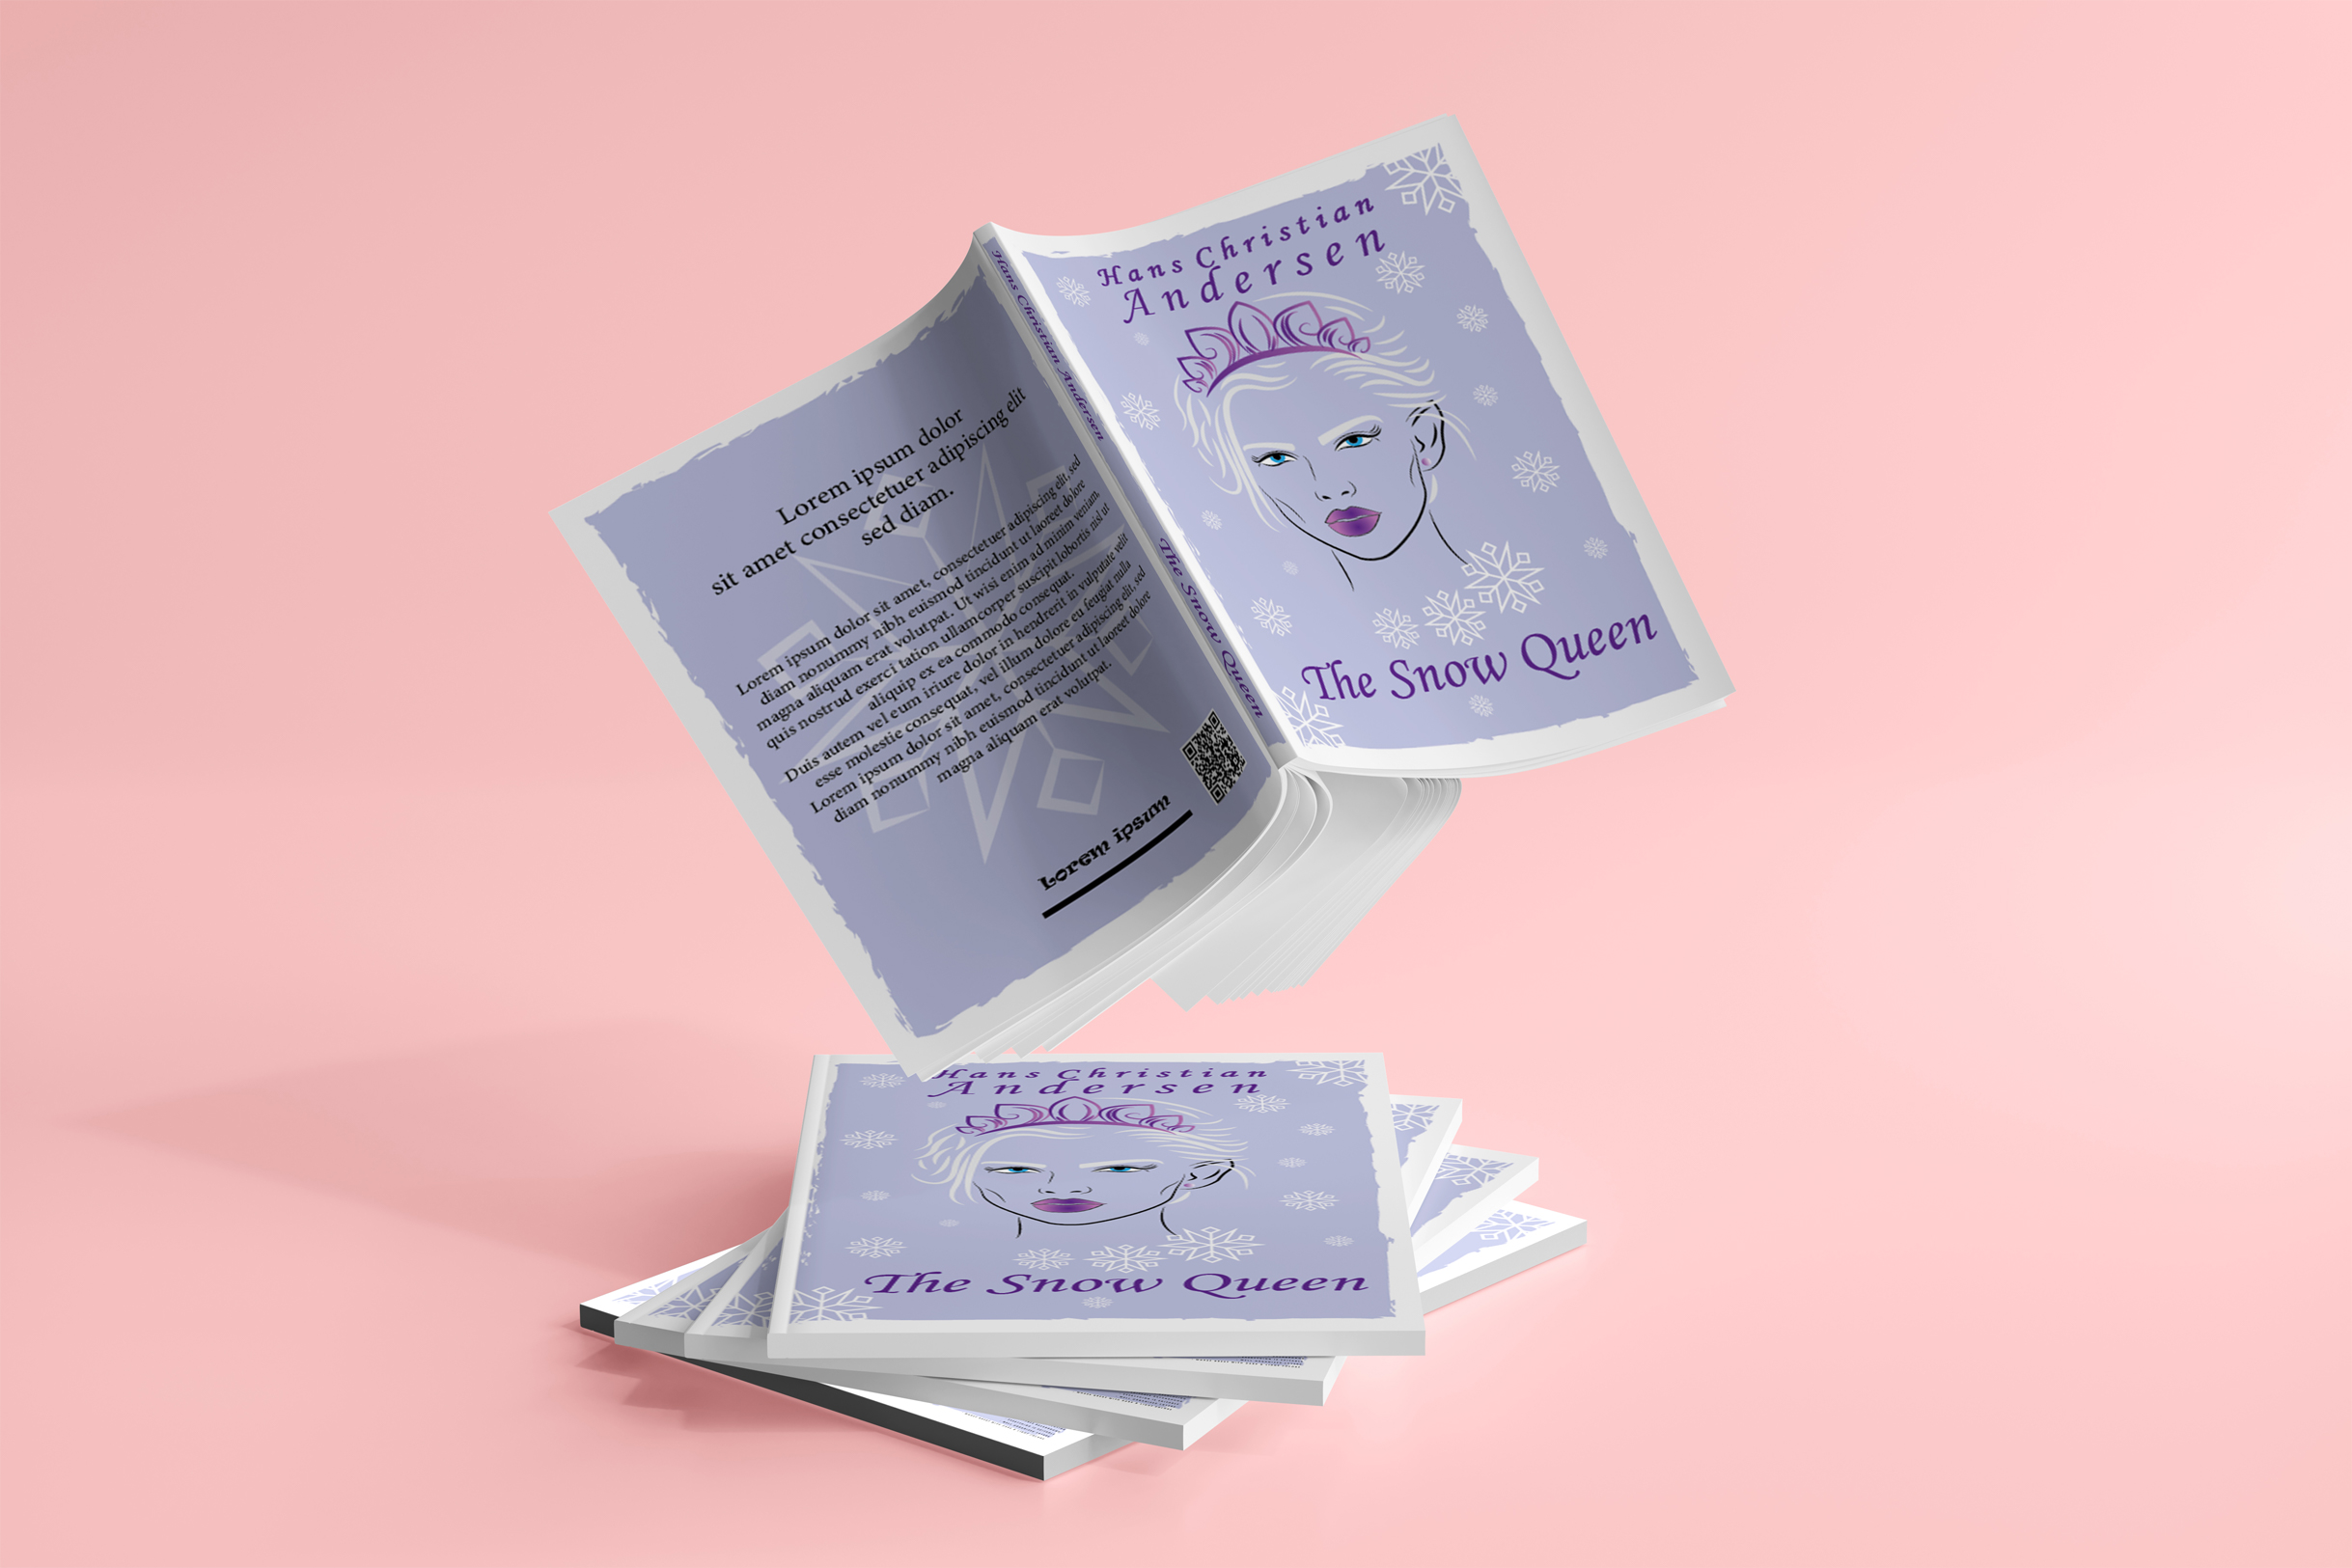 Hans Christian
Andersen
The Snow Queen
Hans Christian Andersen
The Snow Queen
Lorem ipsum dolor
sit amet consectetuer adipiscing elit
sed diam.
Lorem ipsum dolor sit amet, consectetuer adipiscing elit, sed
diam nonummy nibh euismod tincidunt ut laoreet dolore
magna aliquam erat volutpat. Ut wisi enim ad minim veniam,
quis nostrud exerci tation ullamcorper suscipit lobortis nisl ut
aliquip ex ea commodo consequat.
Duis autem vel eum iriure dolor in hendrerit in vulputate velit
esse molestie consequat, vel illum dolore eu feugiat nulla
Lorem ipsum dolor sit amet, consectetuer adipiscing elit, sed
diam nonummy nibh euismod tincidunt ut laoreet dolore
magna aliquam erat volutpat.
Lorem ipsum
Hans Christian
Andersen
The Snow Queen